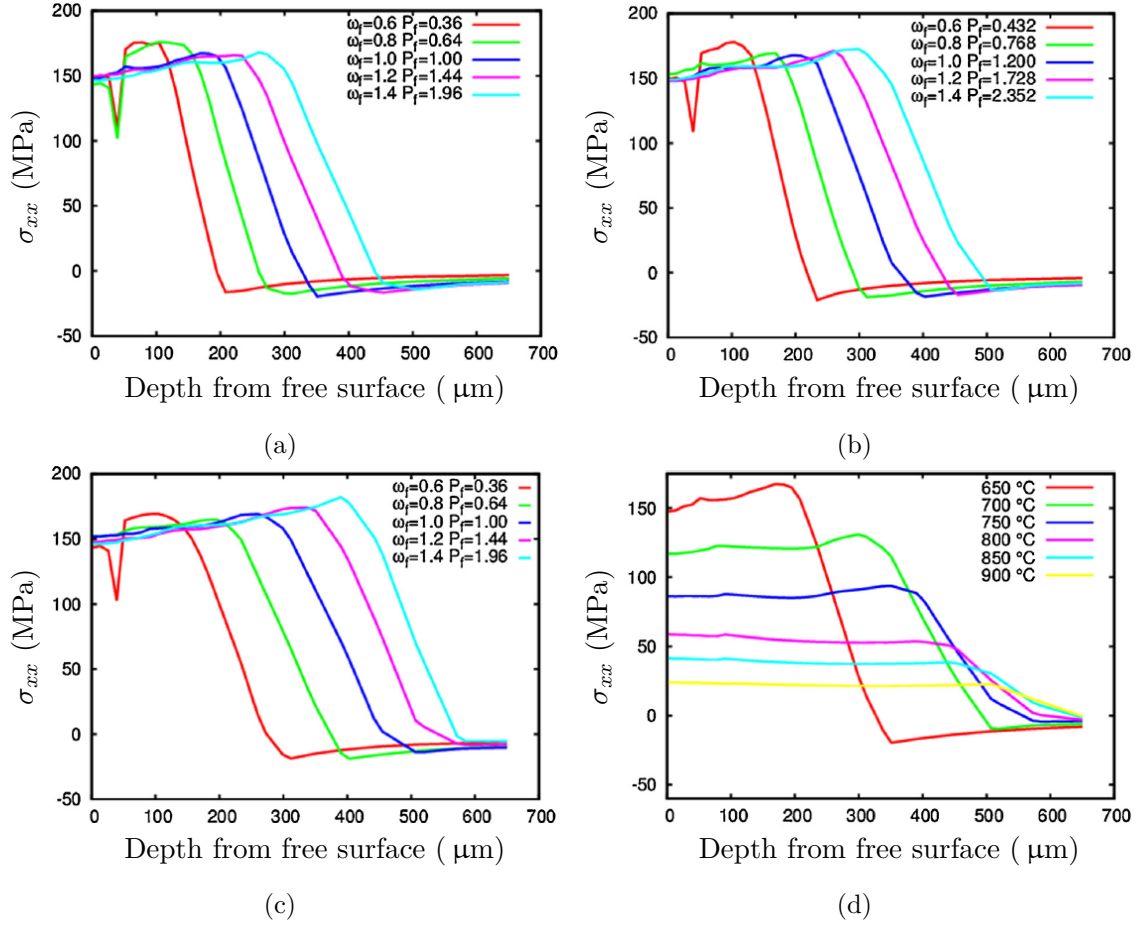 200
150
100
50
0
-50
0 100 200 300 400 500 600 700
σxx (MPa)
Depth from free surface ( μm)
ωf=0.6 Pf=0.36
ωf=0.8 Pf=0.64
ωf=1.0 Pf=1.00
ωf=1.2 Pf=1.44
ωf=1.4 Pf=1.96
(a)
200
150
100
50
0
-50
0 100 200 300 400 500 600 700
σxx (MPa)
Depth from free surface ( μm)
ωf=0.6 Pf=0.432
ωf=0.8 Pf=0.768
ωf=1.0 Pf=1.200
ωf=1.2 Pf=1.728
ωf=1.4 Pf=2.352
(b)
200
150
100
50
0
-50
0 100 200 300 400 500 600 700
σxx (MPa)
Depth from free surface ( μm)
ωf=0.6 Pf=0.36
ωf=0.8 Pf=0.64
ωf=1.0 Pf=1.00
ωf=1.2 Pf=1.44
ωf=1.4 Pf=1.96
(c)
150
100
50
0
-50
0 100 200 300 400 500 600 700
σxx (MPa)
Depth from free surface ( μm)
650 °C
700 °C
750 °C
800 °C
850 °C
900 °C
(d)